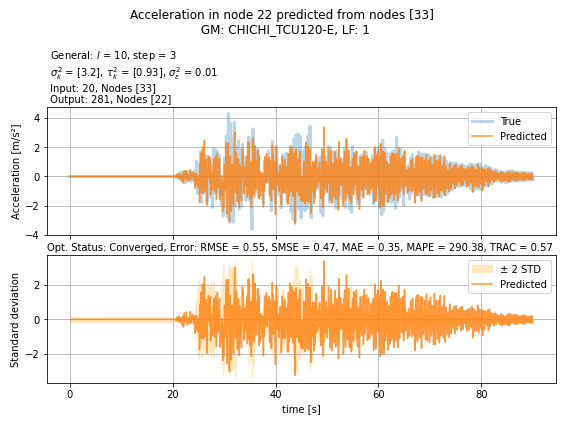 Acceleration in node 22 predicted from nodes [33]
GM: CHICHI_TCU120-E, LF: 1
General: l = 10, step = 3
σ²ₖ = [3.2], τ²ₖ = [0.93], σ²ε = 0.01
Input: 20, Nodes [33]
Output: 281, Nodes [22]
Acceleration [m/s²]
4
2
0
−2
−4
True
Predicted
Opt. Status: Converged, Error: RMSE = 0.55, SMSE = 0.47, MAE = 0.35, MAPE = 290.38, TRAC = 0.57
Standard deviation
2
0
−2
± 2 STD
Predicted
0 20 40 60 80
time [s]